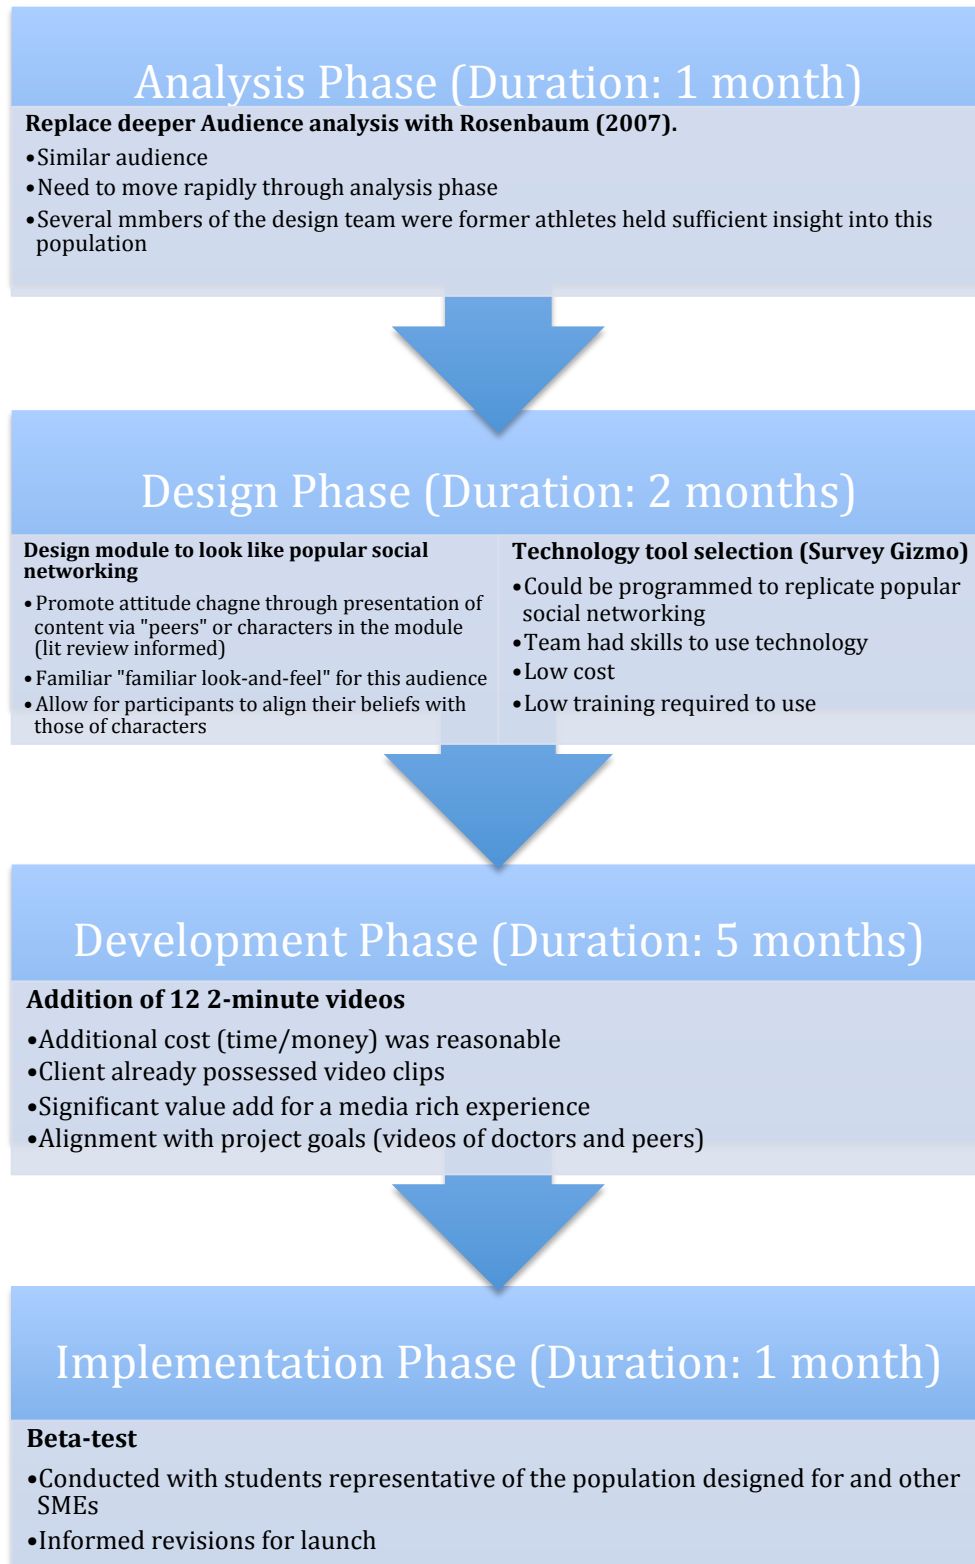 Analysis Phase (Duration: 1 month)
Replace deeper Audience analysis with Rosenbaum (2007).
•Similar audience
•Need to move rapidly through analysis phase
•Several mmbers of the design team were former athletes held sufficient insight into this
population
Design Phase (Duration: 2 months)
Design module to look like popular social
networking
•Promote attitude chagne through presentation of
content via "peers" or characters in the module
(lit review informed)
•Familiar "familiar look-and-feel" for this audience
•Allow for participants to align their beliefs with
those of characters
Technology tool selection (Survey Gizmo)
•Could be programmed to replicate popular
social networking
•Team had skills to use technology
•Low cost
•Low training required to use
Development Phase (Duration: 5 months)
Addition of 12 2-minute videos
•Additional cost (time/money) was reasonable
•Client already possessed video clips
•Significant value add for a media rich experience
•Alignment with project goals (videos of doctors and peers)
Implementation Phase (Duration: 1 month)
Beta-test
•Conducted with students representative of the population designed for and other
SMEs
•Informed revisions for launch